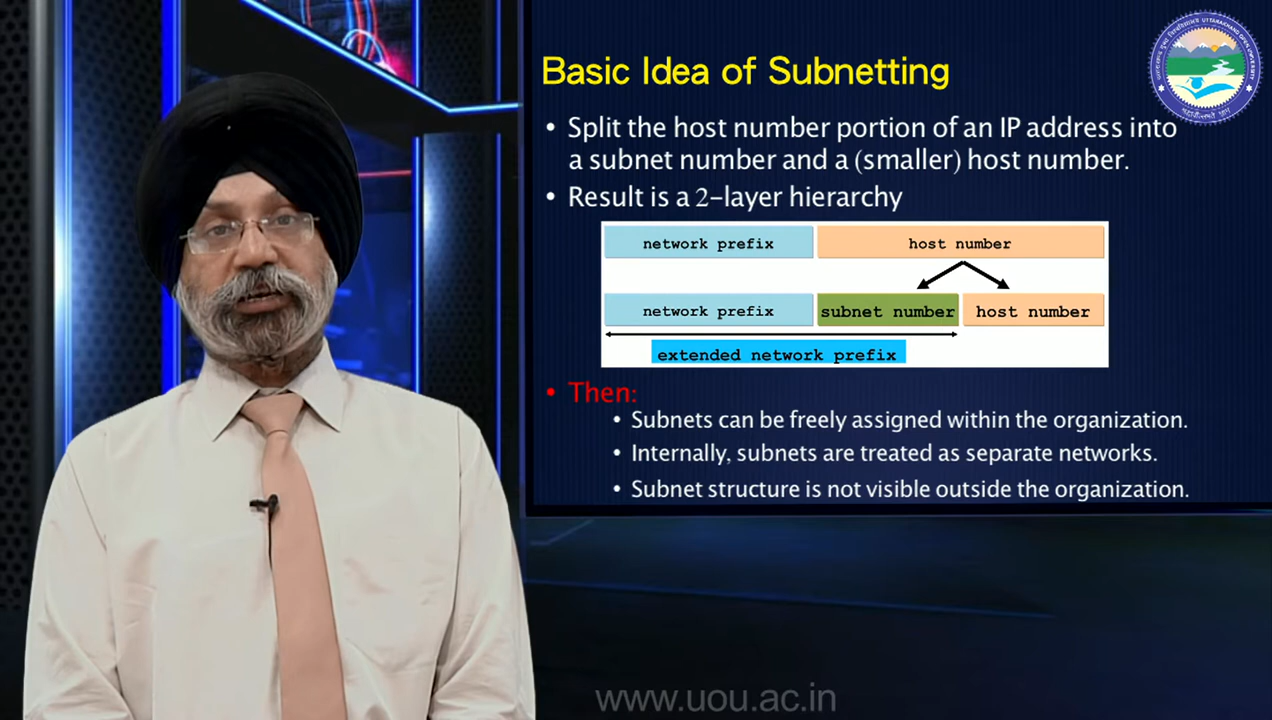 Basic Idea of Subnetting
• Split the host number portion of an IP address into
a subnet number and a (smaller) host number.
• Result is a 2-layer hierarchy
network prefix host number
network prefix subnet number host number
extended network prefix
• Then:
• Subnets can be freely assigned within the organization.
• Internally, subnets are treated as separate networks.
• Subnet structure is not visible outside the organization.
UTTARAKHAND OPEN UNIVERSITY
www.uou.ac.in